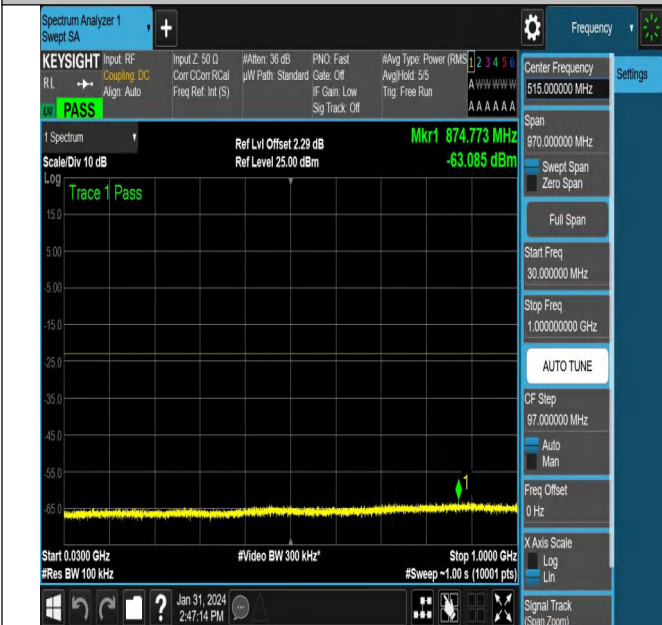 Spectrum Analyzer 1
Swept SA
+
Frequency
KEYSIGHT
RL
LXI
PASS
Input: RF
Coupling: DC
Align: Auto
Input Z: 50 Ω
Corr CCorr RCal
Freq Ref: Int (S)
#Atten: 36 dB
µW Path: Standard
PNO: Fast
Gate: Off
IF Gain: Low
Sig Track: Off
#Avg Type: Power (RMS
Avg|Hold: 5/5
Trig: Free Run
1 2 3 4 5 6
A W W W W W
A A A A A A
1 Spectrum
Scale/Div 10 dB
Ref Lvl Offset 2.29 dB
Ref Level 25.00 dBm
Mkr1 874.773 MHz
-63.085 dBm
Log
Trace 1 Pass
15.0
5.00
-5.00
-15.0
-25.0
-35.0
-45.0
-55.0
-65.0
1
Start 0.0300 GHz
#Res BW 100 kHz
#Video BW 300 kHz*
Stop 1.0000 GHz
#Sweep ~1.00 s (10001 pts)
?
Jan 31, 2024
2:47:14 PM
Center Frequency
515.000000 MHz
Settings
Span
970.000000 MHz
Swept Span
Zero Span
Full Span
Start Freq
30.000000 MHz
Stop Freq
1.000000000 GHz
AUTO TUNE
CF Step
97.000000 MHz
Auto
Man
Freq Offset
0 Hz
X Axis Scale
Log
Lin
Signal Track
(Span Zoom)